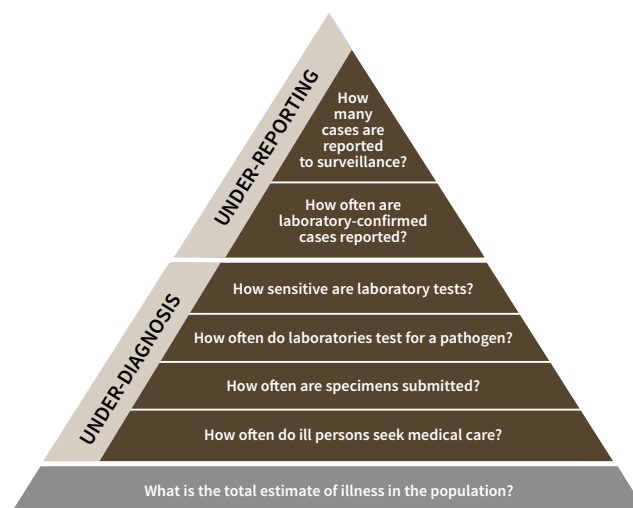 UNDER-REPORTING
How
many
cases are
reported
to surveillance?
How often are
laboratory-confirmed
cases reported?
UNDER-DIAGNOSIS
How sensitive are laboratory tests?
How often do laboratories test for a pathogen?
How often are specimens submitted?
How often do ill persons seek medical care?
What is the total estimate of illness in the population?